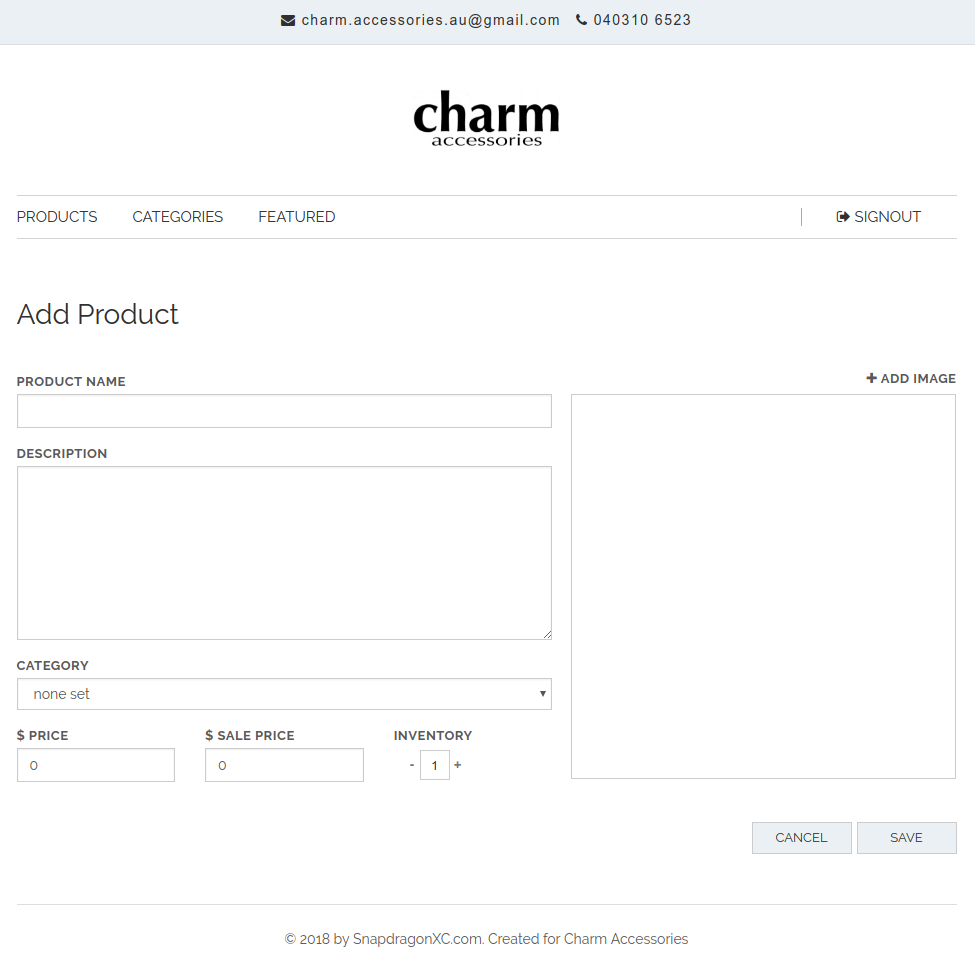 charm.accessories.au@gmail.com 040310 6523
charm
accessories
PRODUCTS CATEGORIES FEATURED SIGNOUT
Add Product
PRODUCT NAME
+ ADD IMAGE
DESCRIPTION
CATEGORY
none set
$ PRICE $ SALE PRICE INVENTORY
0 0 - 1 +
CANCEL SAVE
© 2018 by SnapdragonXC.com. Created for Charm Accessories